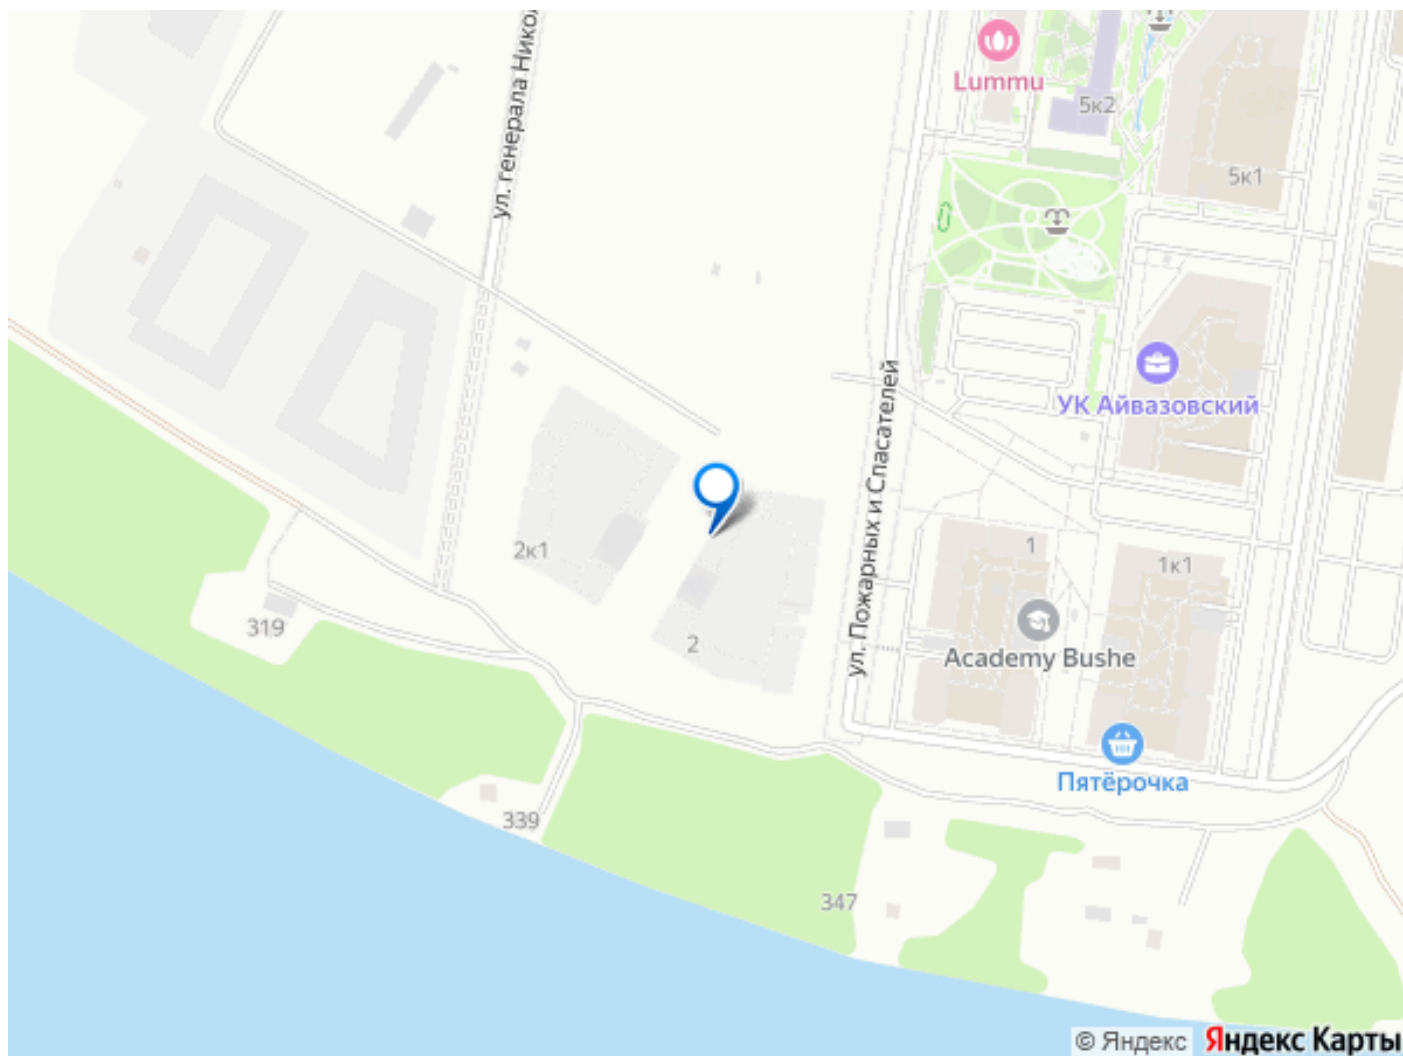 ул. генерала Нико
Lummu
5к2
5к1
УК Айвазовский
ул. Пожарных и Спасателей
2к1
1
1к1
319
2
Academy Bushe
Пятёрочка
339
347
© Яндекс Яндекс Карты